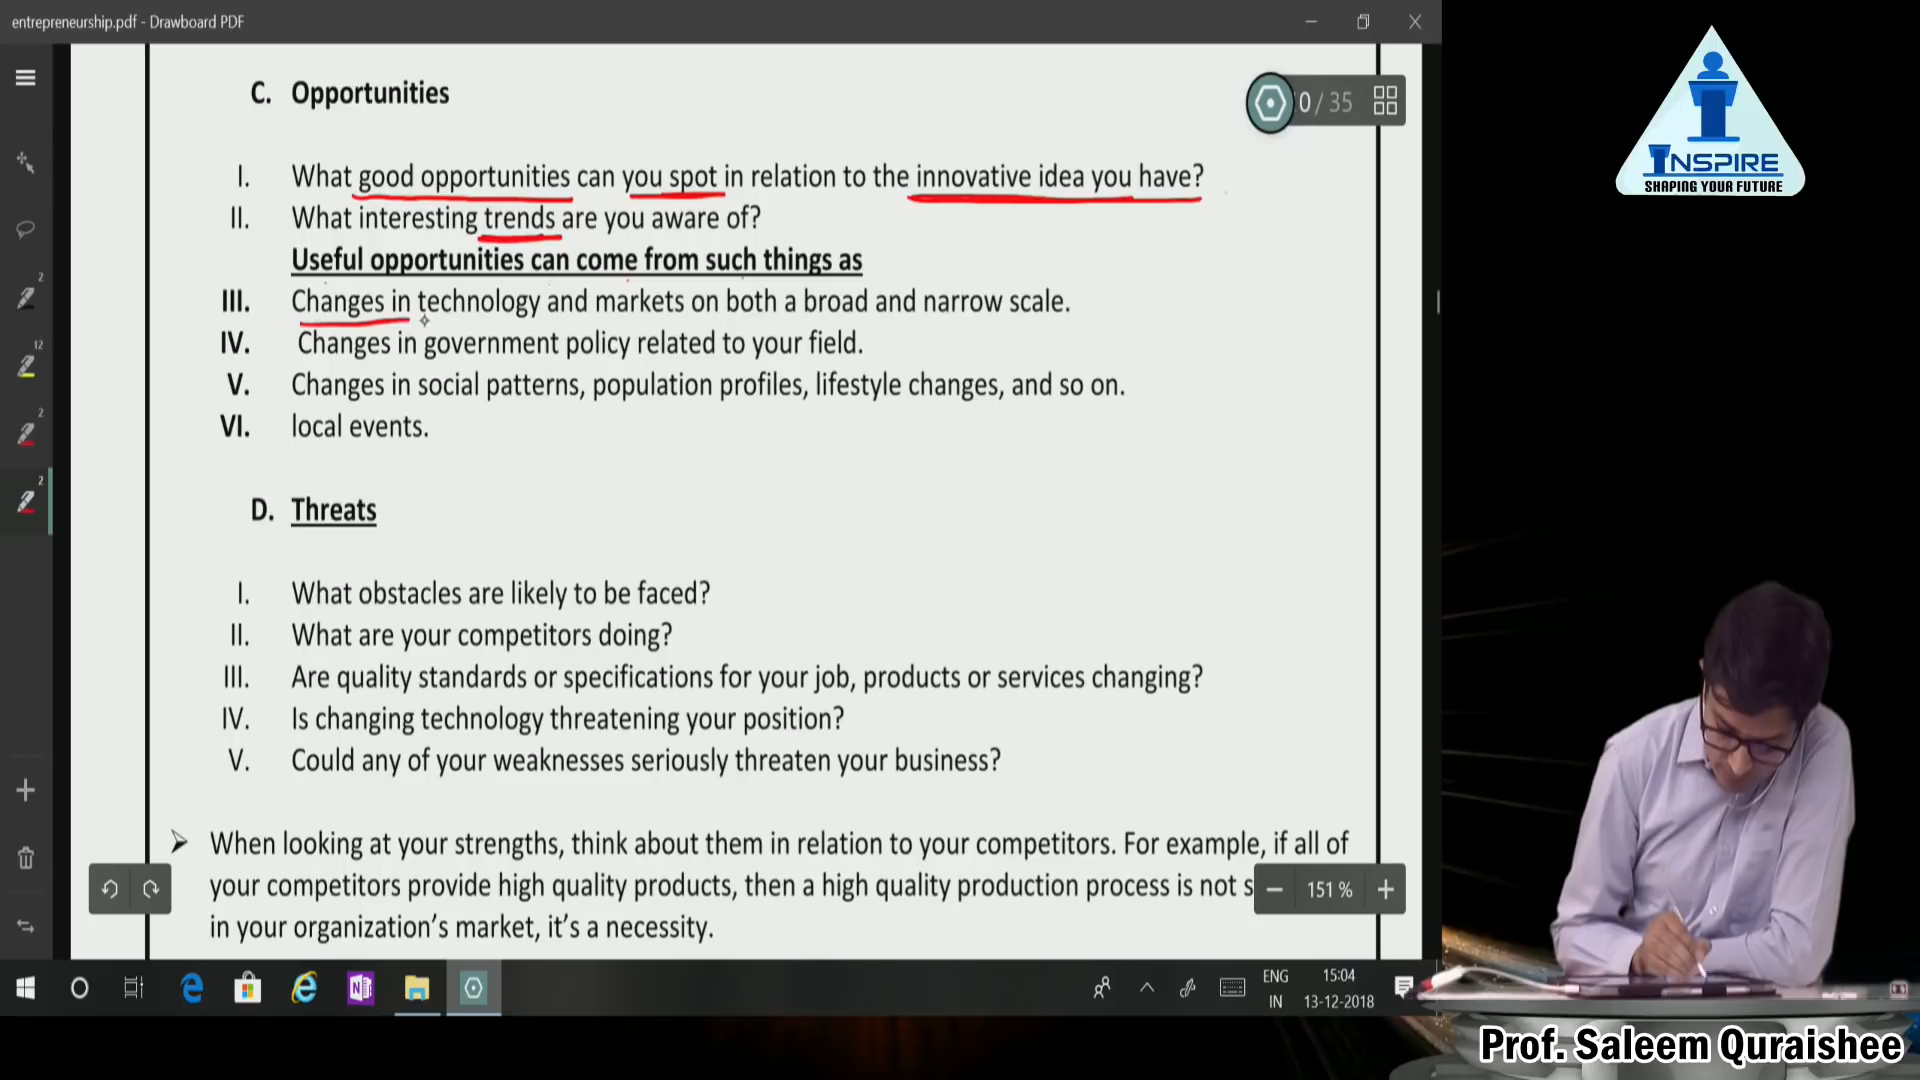 entrepreneurship.pdf - Drawboard PDF
C. Opportunities
0 / 35
I. What good opportunities can you spot in relation to the innovative idea you have?
II. What interesting trends are you aware of?
Useful opportunities can come from such things as
III. Changes in technology and markets on both a broad and narrow scale.
IV. Changes in government policy related to your field.
V. Changes in social patterns, population profiles, lifestyle changes, and so on.
VI. local events.
D. Threats
I. What obstacles are likely to be faced?
II. What are your competitors doing?
III. Are quality standards or specifications for your job, products or services changing?
IV. Is changing technology threatening your position?
V. Could any of your weaknesses seriously threaten your business?
➢ When looking at your strengths, think about them in relation to your competitors. For example, if all of
your competitors provide high quality products, then a high quality production process is not s
in your organization's market, it's a necessity.
151 %
2
12
2
2
ENG
IN
15:04
13-12-2018
INSPIRE
SHAPING YOUR FUTURE
Prof. Saleem Quraishee